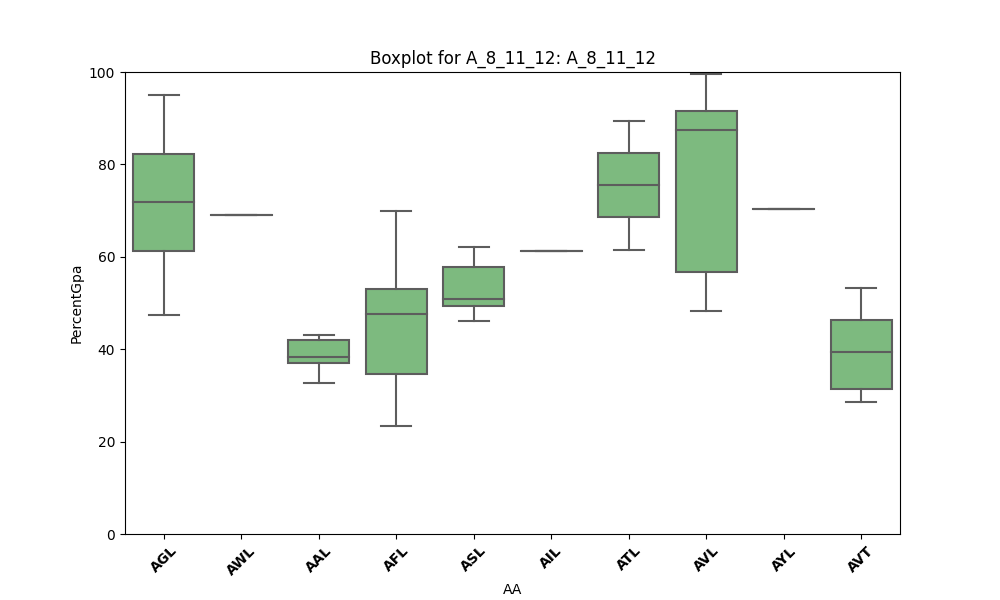 Boxplot for A_8_11_12: A_8_11_12
100
80
60
40
20
0
PercentGpa
AGL
AWL
AAL
AFL
ASL
AIL
ATL
AVL
AYL
AVT
AA